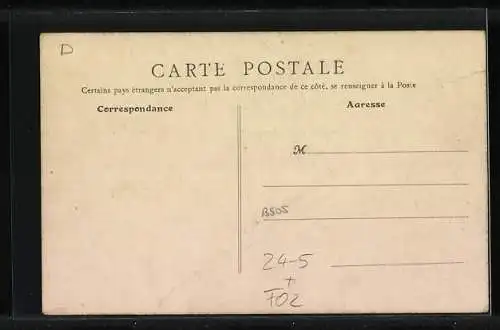 D
CARTE POSTALE
Certains pays étrangers n'acceptant pas la correspondance de ce côté, se renseigner à la Poste
Correspondance
Adresse
M
B505
24-5
+
F02